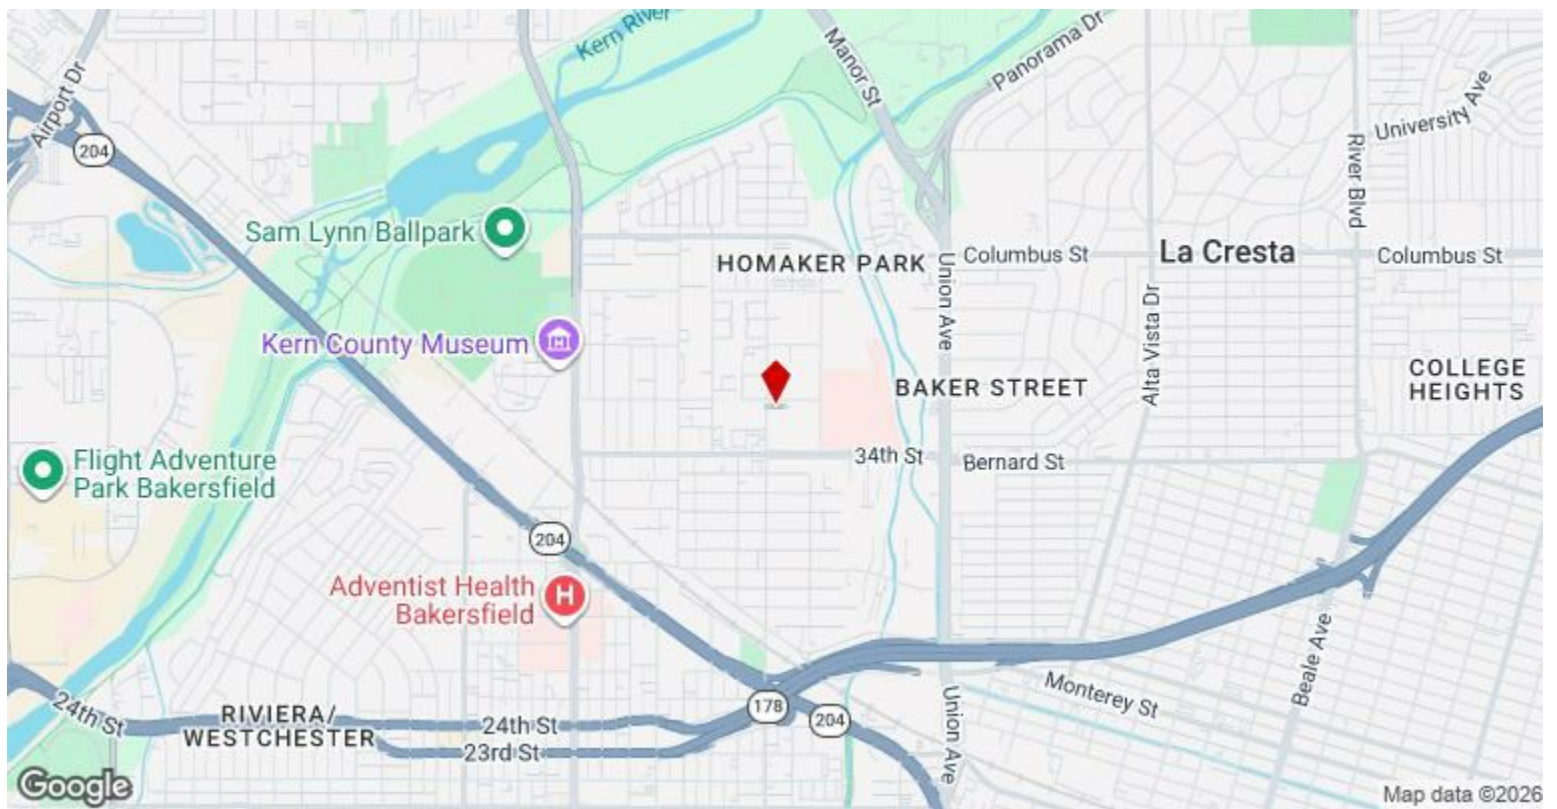 Kern River
Manor St
Panorama Dr
Airport Dr
204
University Ave
River Blvd
Sam Lynn Ballpark
HOMAKER PARK
Columbus St
La Cresta
Columbus St
Union Ave
Alta Vista Dr
Kern County Museum
BAKER STREET
COLLEGE
HEIGHTS
34th St
Bernard St
Flight Adventure
Park Bakersfield
204
Adventist Health
Bakersfield
H
Beale Ave
Monterey St
24th St
RIVIERA/
WESTCHESTER
24th St
23rd St
178
204
Union Ave
Google
Map data ©2026